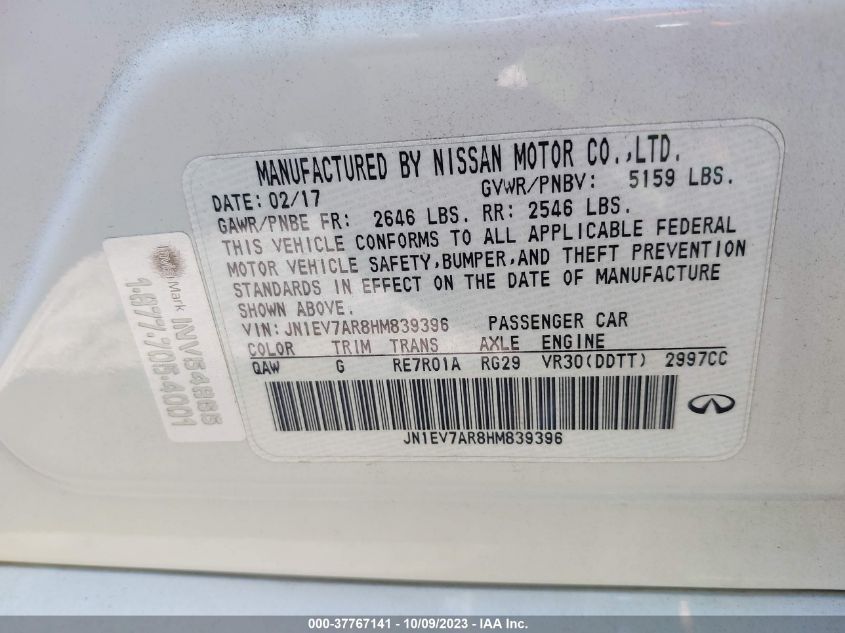 MANUFACTURED BY NISSAN MOTOR CO.,LTD.
DATE: 02/17 GVWR/PNBV: 5159 LBS.
GAWR/PNBE FR: 2646 LBS. RR: 2546 LBS.
THIS VEHICLE CONFORMS TO ALL APPLICABLE FEDERAL
MOTOR VEHICLE SAFETY,BUMPER,AND THEFT PREVENTION
STANDARDS IN EFFECT ON THE DATE OF MANUFACTURE
SHOWN ABOVE.
VIN: JN1EV7AR8HM839396 PASSENGER CAR
COLOR TRIM TRANS AXLE ENGINE
QAW G RE7R01A RG29 VR30(DDTT) 2997CC
JN1EV7AR8HM839396
INFINITI
Mark INV54865
1.877.705.4001
000-37767141 - 10/09/2023 - IAA Inc.